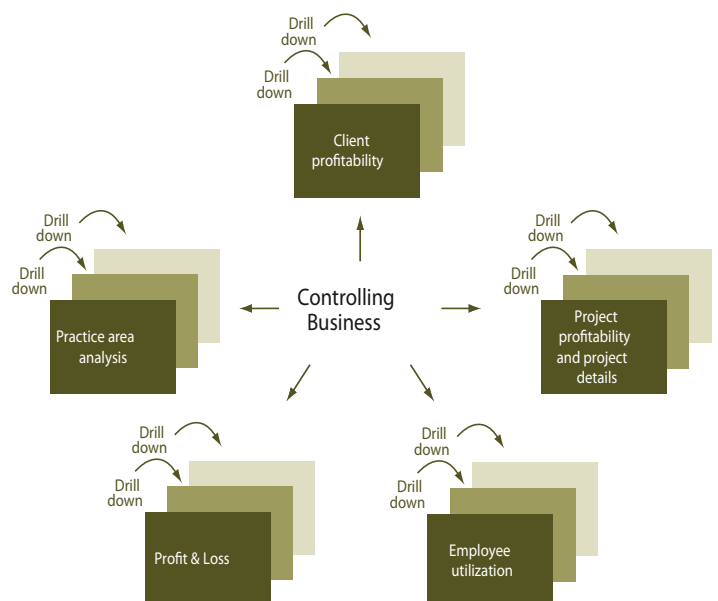 Drill
down
Drill
down
Client
profitability
Drill
down
Drill
down
Practice area
analysis
Controlling
Business
Drill
down
Drill
down
Project
profitability
and project
details
Drill
down
Drill
down
Profit & Loss
Drill
down
Drill
down
Employee
utilization